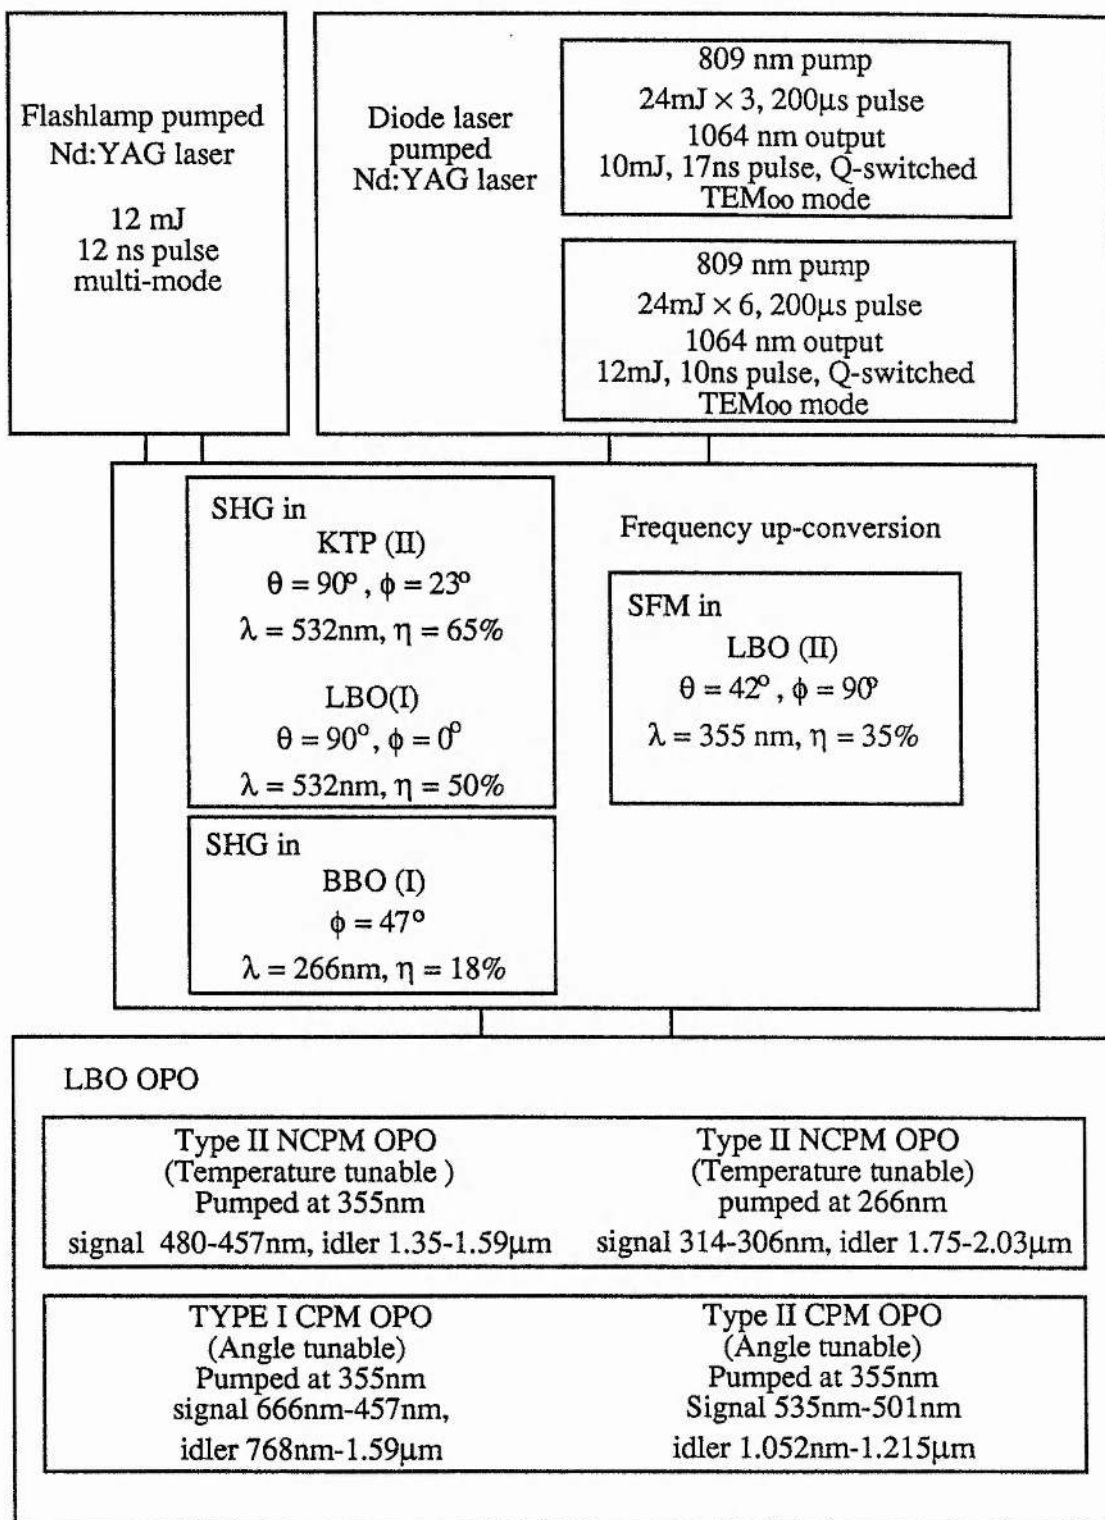 Flashlamp pumped
Nd:YAG laser
12 mJ
12 ns pulse
multi-mode
Diode laser
pumped
Nd:YAG laser
809 nm pump
24mJ × 3, 200μs pulse
1064 nm output
10mJ, 17ns pulse, Q-switched
TEM₀₀ mode
809 nm pump
24mJ × 6, 200μs pulse
1064 nm output
12mJ, 10ns pulse, Q-switched
TEM₀₀ mode
SHG in
KTP (II)
θ = 90°, φ = 23°
λ = 532nm, η = 65%
LBO(I)
θ = 90°, φ = 0°
λ = 532nm, η = 50%
SHG in
BBO (I)
φ = 47°
λ = 266nm, η = 18%
Frequency up-conversion
SFM in
LBO (II)
θ = 42°, φ = 90°
λ = 355 nm, η = 35%
LBO OPO
Type II NCPM OPO
(Temperature tunable )
Pumped at 355nm
signal 480-457nm, idler 1.35-1.59μm
Type II NCPM OPO
(Temperature tunable)
pumped at 266nm
signal 314-306nm, idler 1.75-2.03μm
TYPE I CPM OPO
(Angle tunable)
Pumped at 355nm
signal 666nm-457nm,
idler 768nm-1.59μm
Type II CPM OPO
(Angle tunable)
Pumped at 355nm
Signal 535nm-501nm
idler 1.052nm-1.215μm